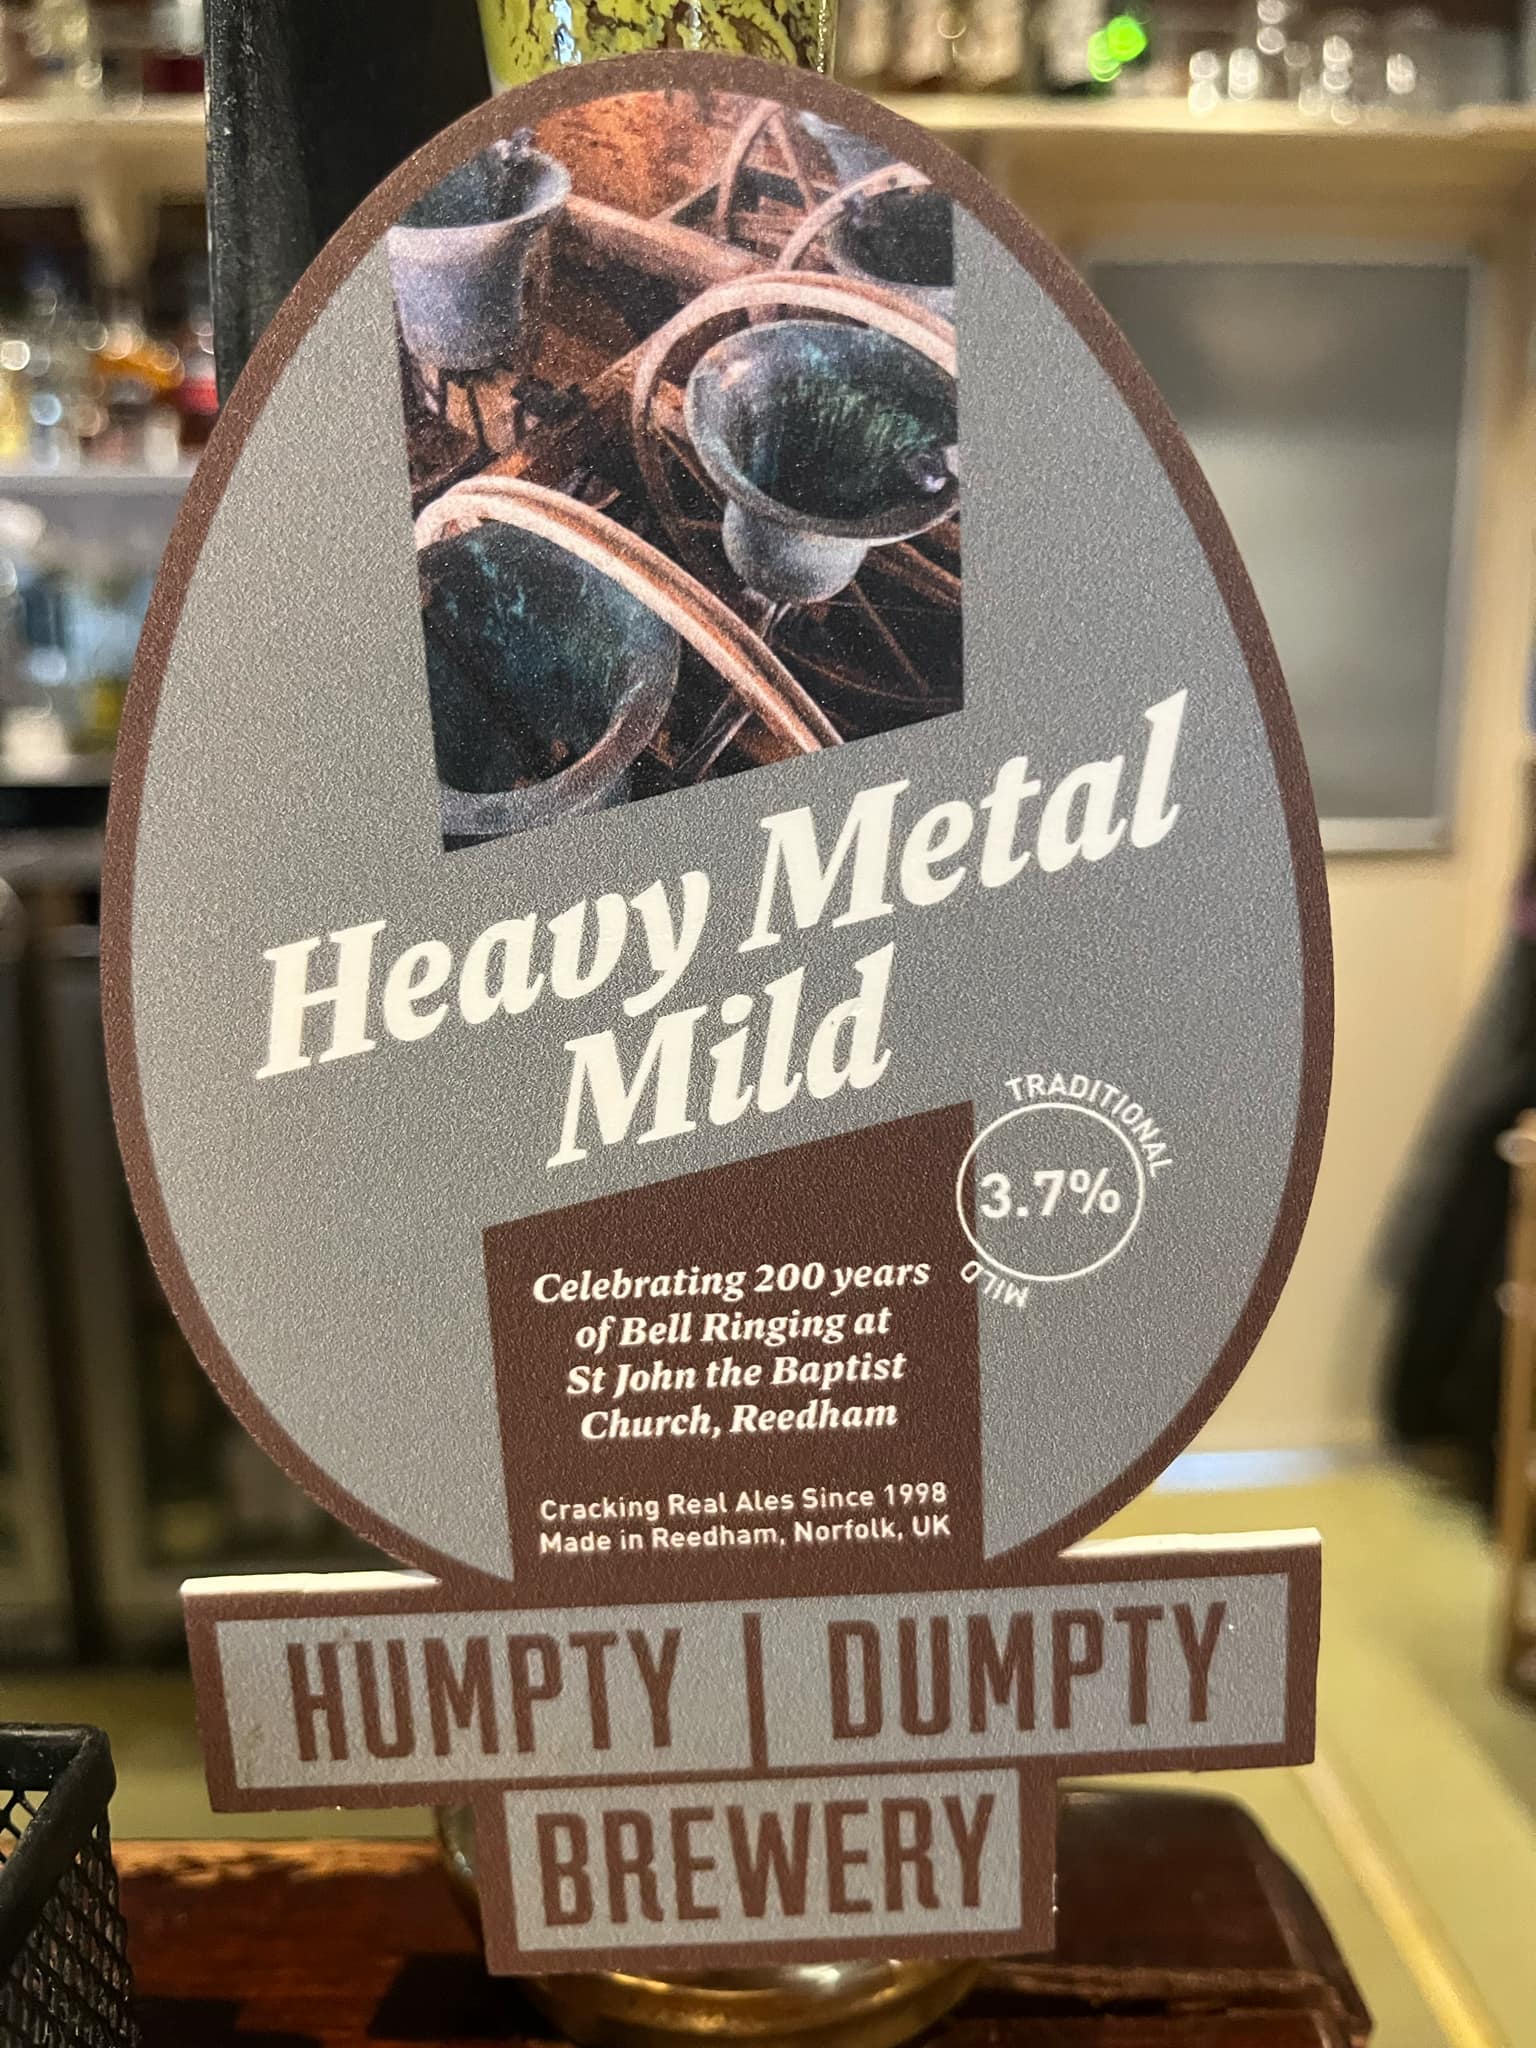 Heavy Metal
Mild
TRADITIONAL
3.7%
MILD
Celebrating 200 years
of Bell Ringing at
St John the Baptist
Church, Reedham
Cracking Real Ales Since 1998
Made in Reedham, Norfolk, UK
HUMPTY | DUMPTY
BREWERY